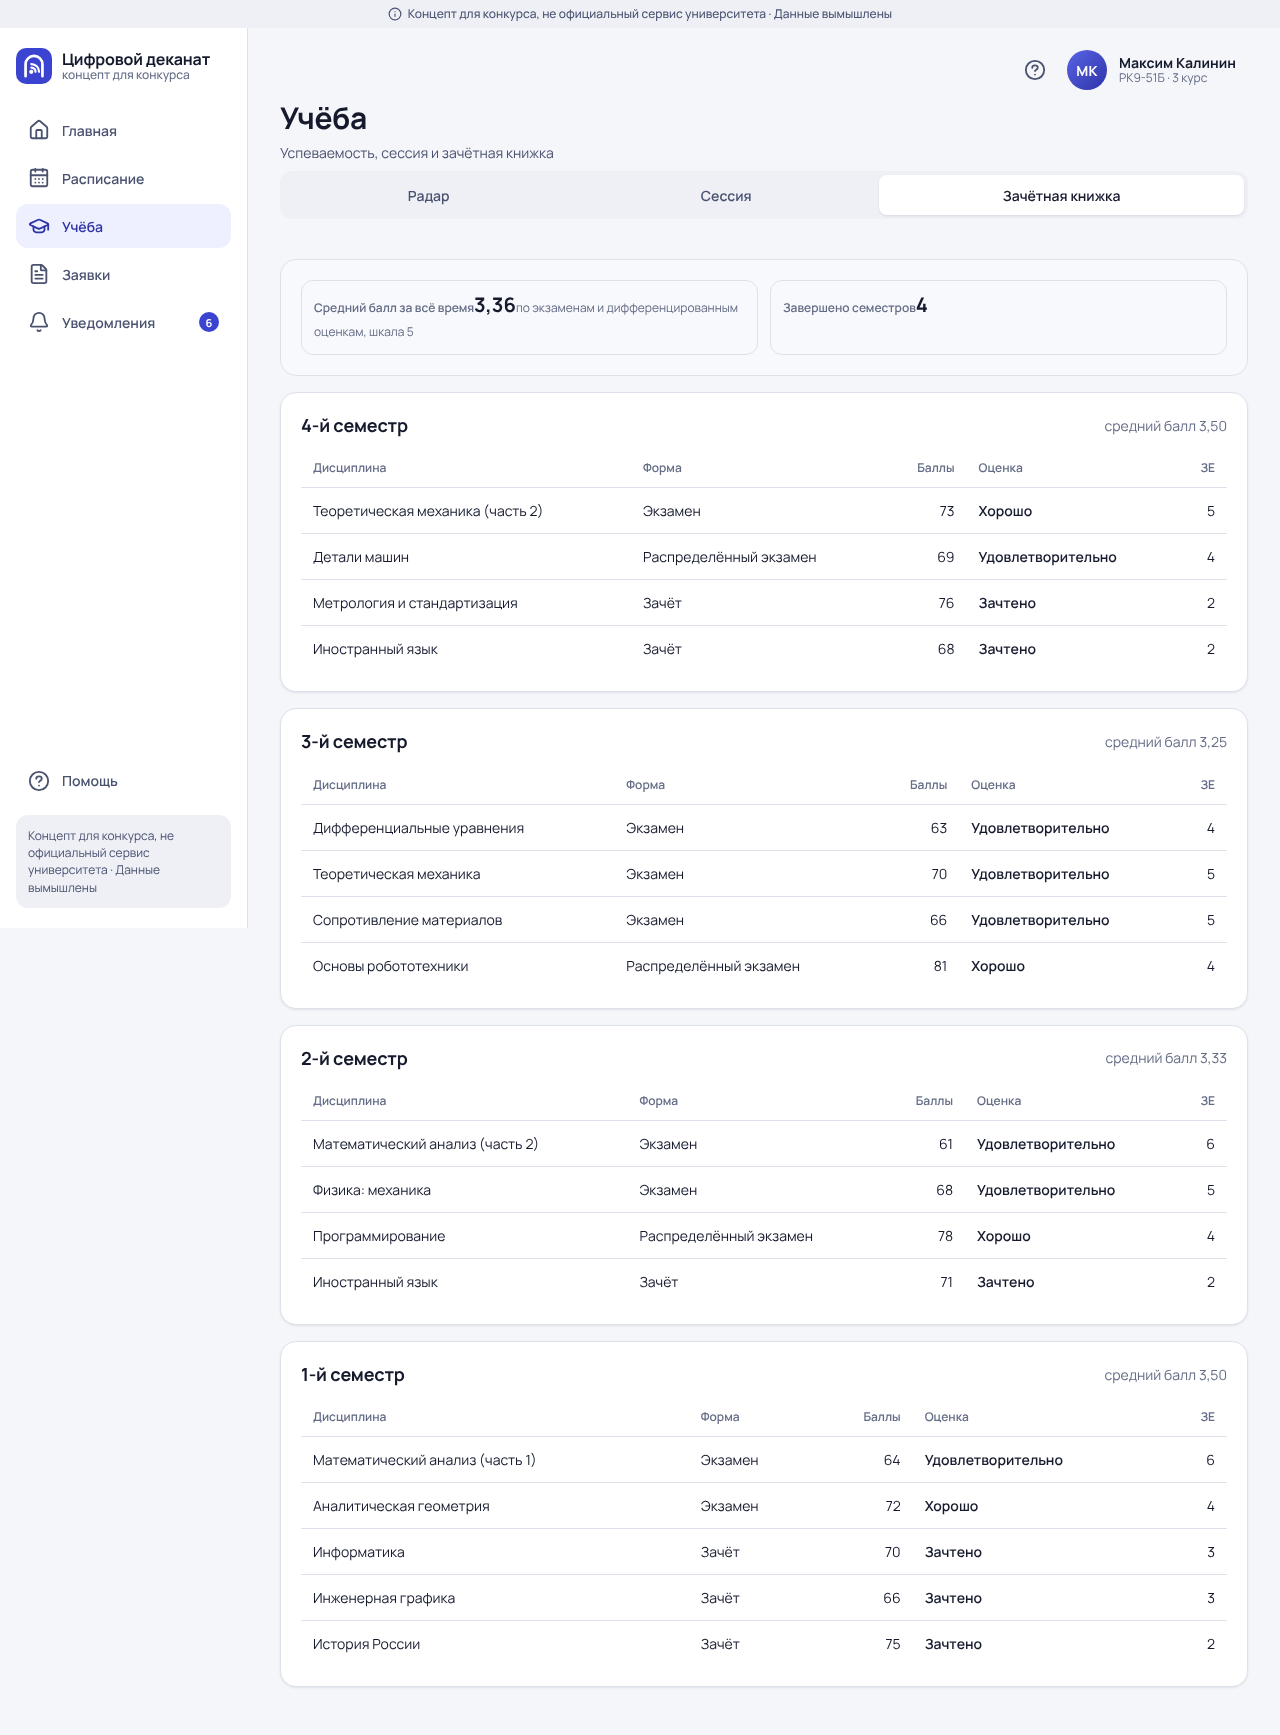 Концепт для конкурса, не официальный сервис университета · Данные вымышлены
Цифровой деканат
концепт для конкурса
Главная
Расписание
Учёба
Заявки
Уведомления 6
Помощь
Концепт для конкурса, не
официальный сервис
университета · Данные
вымышлены
МК
Максим Калинин
РК9-51Б · 3 курс
Учёба
Успеваемость, сессия и зачётная книжка
Радар Сессия Зачётная книжка
Средний балл за всё время3,36по экзаменам и дифференцированным
оценкам, шкала 5
Завершено семестров4
4-й семестр средний балл 3,50
Дисциплина Форма Баллы Оценка ЗЕ
Теоретическая механика (часть 2) Экзамен 73 Хорошо 5
Детали машин Распределённый экзамен 69 Удовлетворительно 4
Метрология и стандартизация Зачёт 76 Зачтено 2
Иностранный язык Зачёт 68 Зачтено 2
3-й семестр средний балл 3,25
Дисциплина Форма Баллы Оценка ЗЕ
Дифференциальные уравнения Экзамен 63 Удовлетворительно 4
Теоретическая механика Экзамен 70 Удовлетворительно 5
Сопротивление материалов Экзамен 66 Удовлетворительно 5
Основы робототехники Распределённый экзамен 81 Хорошо 4
2-й семестр средний балл 3,33
Дисциплина Форма Баллы Оценка ЗЕ
Математический анализ (часть 2) Экзамен 61 Удовлетворительно 6
Физика: механика Экзамен 68 Удовлетворительно 5
Программирование Распределённый экзамен 78 Хорошо 4
Иностранный язык Зачёт 71 Зачтено 2
1-й семестр средний балл 3,50
Дисциплина Форма Баллы Оценка ЗЕ
Математический анализ (часть 1) Экзамен 64 Удовлетворительно 6
Аналитическая геометрия Экзамен 72 Хорошо 4
Информатика Зачёт 70 Зачтено 3
Инженерная графика Зачёт 66 Зачтено 3
История России Зачёт 75 Зачтено 2